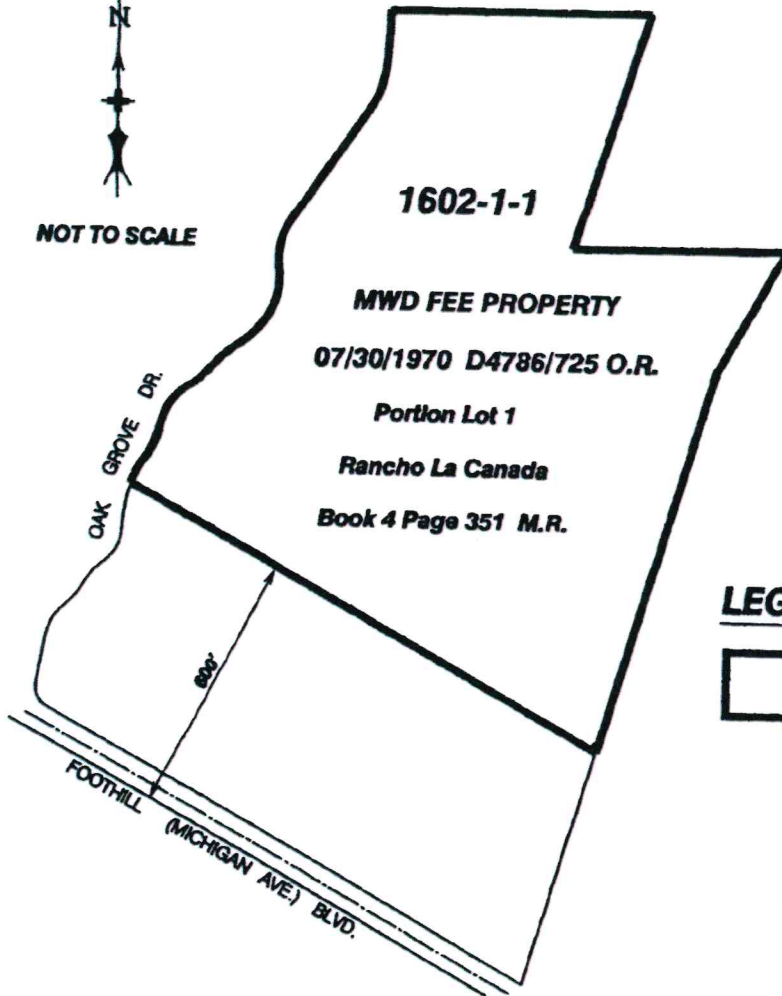 N
NOT TO SCALE
1602-1-1
MWD FEE PROPERTY
07/30/1970 D4786/725 O.R.
Portion Lot 1
Rancho La Canada
Book 4 Page 351 M.R.
OAK GROVE DR.
LEG
600'
FOOTHILL (MICHIGAN AVE.) BLVD.